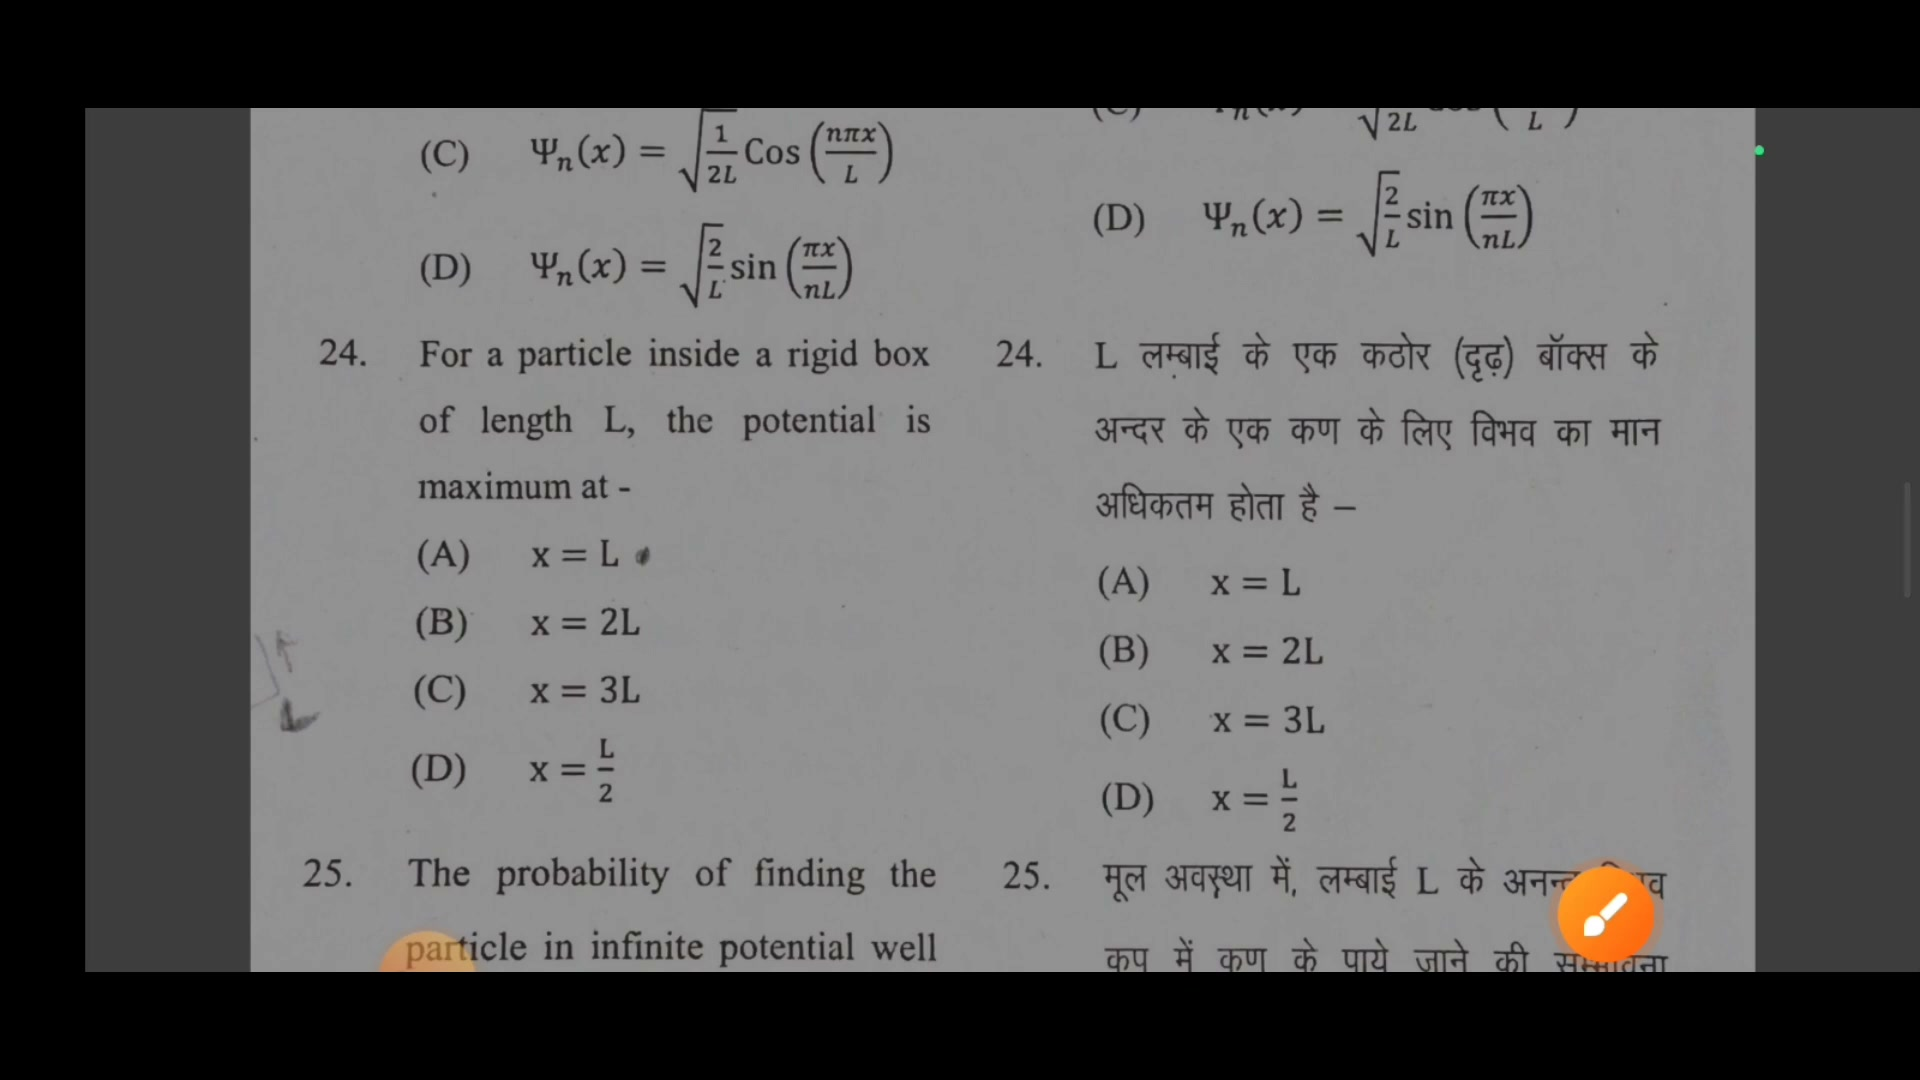 (C) Ψₙ(x) = √(1/2L) Cos (nπx/L)
(D) Ψₙ(x) = √(2/L) sin (πx/nL)
24. For a particle inside a rigid box
of length L, the potential is
maximum at -
(A) x = L
(B) x = 2L
(C) x = 3L
(D) x = L/2
25. The probability of finding the
particle in infinite potential well
(D) Ψₙ(x) = √(2/L) sin (πx/nL)
24. L लम्बाई के एक कठोर (दृढ़) बॉक्स के
अन्दर के एक कण के लिए विभव का मान
अधिकतम होता है –
(A) x = L
(B) x = 2L
(C) x = 3L
(D) x = L/2
25. मूल अवस्था में, लम्बाई L के
में कण के पाये जाने की